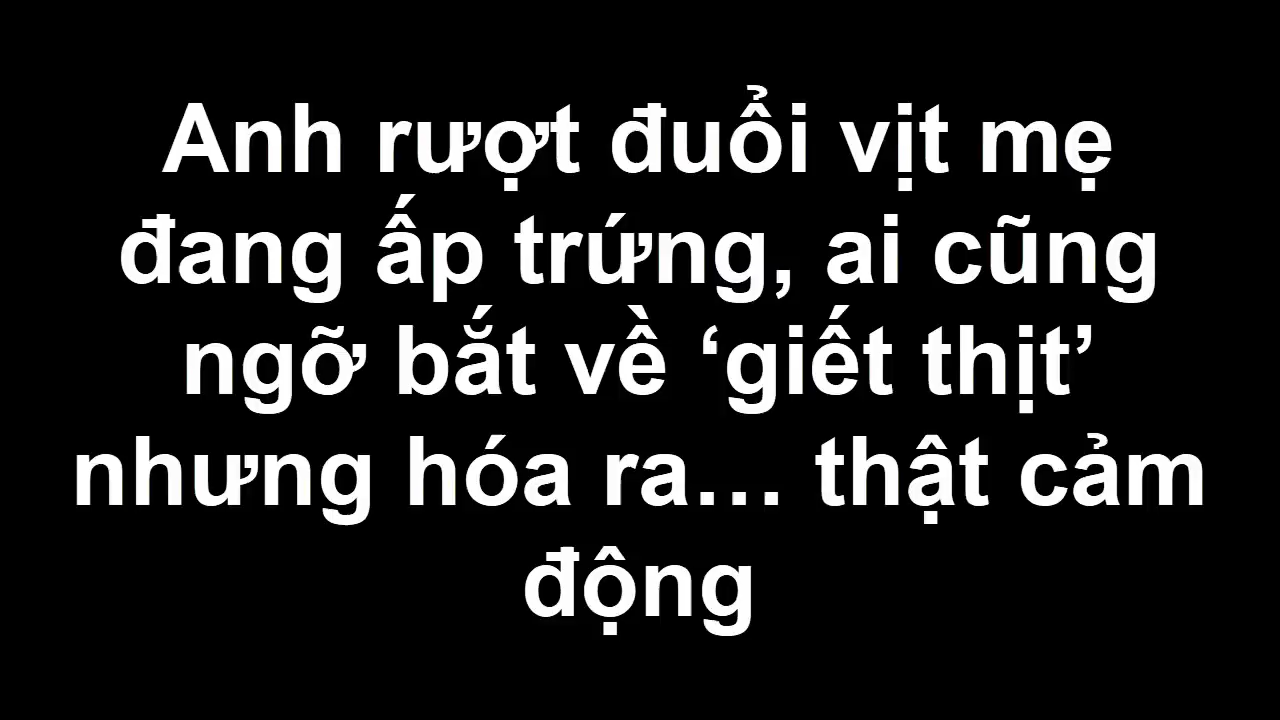 Anh rượt đuổi vịt mẹ
đang ấp trứng, ai cũng
ngỡ bắt về ‘giết thịt’
nhưng hóa ra… thật cảm
động